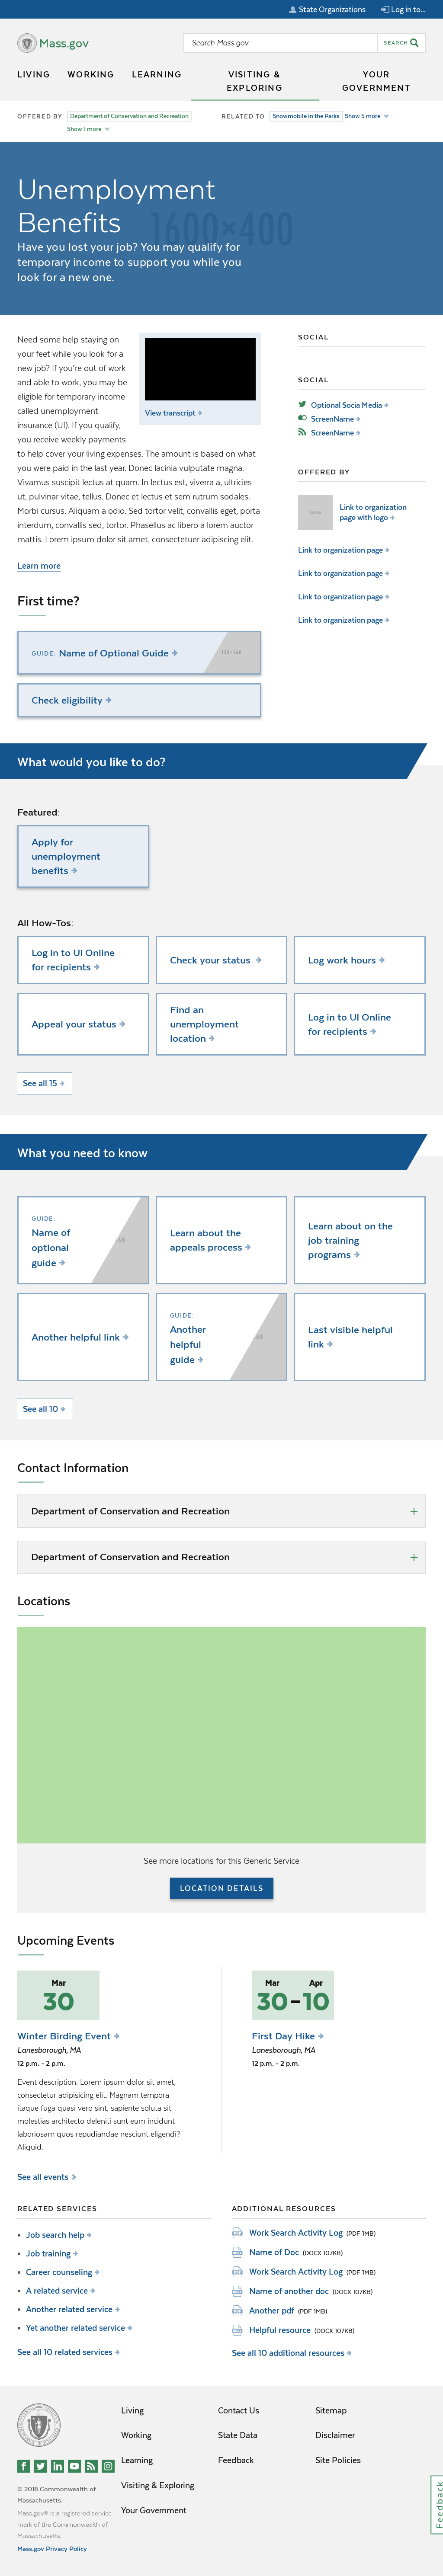 State Organizations
Log in to...
Mass.gov
Search Mass.gov
SEARCH
LIVING
WORKING
LEARNING
VISITING &
EXPLORING
YOUR
GOVERNMENT
OFFERED BY
Department of Conservation and Recreation
Show 1 more
RELATED TO
Snowmobile in the Parks
Show 5 more
Unemployment
Benefits
1600×400
Have you lost your job? You may qualify for
temporary income to support you while you
look for a new one.
Need some help staying on
your feet while you look for a
new job? If you're out of work
and able to work, you may be
eligible for temporary income
called unemployment
insurance (UI). If you qualify,
you receive weekly payments
to help cover your living expenses. The amount is based on what
you were paid in the last year. Donec lacinia vulputate magna.
Vivamus suscipit lectus at quam. In lectus est, viverra a, ultricies
ut, pulvinar vitae, tellus. Donec ut lectus et sem rutrum sodales.
Morbi cursus. Aliquam a odio. Sed tortor velit, convallis eget, porta
interdum, convallis sed, tortor. Phasellus ac libero a lorem auctor
mattis. Lorem ipsum dolor sit amet, consectetuer adipiscing elit.
View transcript
Learn more
First time?
GUIDE: Name of Optional Guide
Check eligibility
SOCIAL
SOCIAL
Optional Socia Media
ScreenName
ScreenName
OFFERED BY
Link to organization
page with logo
Link to organization page
Link to organization page
Link to organization page
Link to organization page
What would you like to do?
Featured:
Apply for
unemployment
benefits
All How-Tos:
Log in to UI Online
for recipients
Check your status
Log work hours
Appeal your status
Find an
unemployment
location
Log in to UI Online
for recipients
See all 15
What you need to know
GUIDE:
Name of
optional
guide
Learn about the
appeals process
Learn about on the
job training
programs
Another helpful link
GUIDE:
Another
helpful
guide
Last visible helpful
link
See all 10
Contact Information
Department of Conservation and Recreation
Department of Conservation and Recreation
Locations
See more locations for this Generic Service
LOCATION DETAILS
Upcoming Events
Mar
30
Winter Birding Event
Lanesborough, MA
12 p.m. - 2 p.m.
Event description. Lorem ipsum dolor sit amet,
consectetur adipisicing elit. Magnam tempora
itaque fuga quasi vero sint, sapiente soluta sit
molestias architecto deleniti sunt eum incidunt
laboriosam quos repudiandae nesciunt eligendi?
Aliquid.
Mar Apr
30-10
First Day Hike
Lanesborough, MA
12 p.m. - 2 p.m.
See all events
RELATED SERVICES
Job search help
Job training
Career counseling
A related service
Another related service
Yet another related service
See all 10 related services
ADDITIONAL RESOURCES
Work Search Activity Log (PDF 1MB)
Name of Doc (DOCX 107KB)
Work Search Activity Log (PDF 1MB)
Name of another doc (DOCX 107KB)
Another pdf (PDF 1MB)
Helpful resource (DOCX 107KB)
See all 10 additional resources
Living
Working
Learning
Visiting & Exploring
Your Government
Contact Us
State Data
Feedback
Sitemap
Disclaimer
Site Policies
© 2018 Commonwealth of
Massachusetts.
Mass.gov® is a registered service
mark of the Commonwealth of
Massachusetts.
Mass.gov Privacy Policy
Feedback